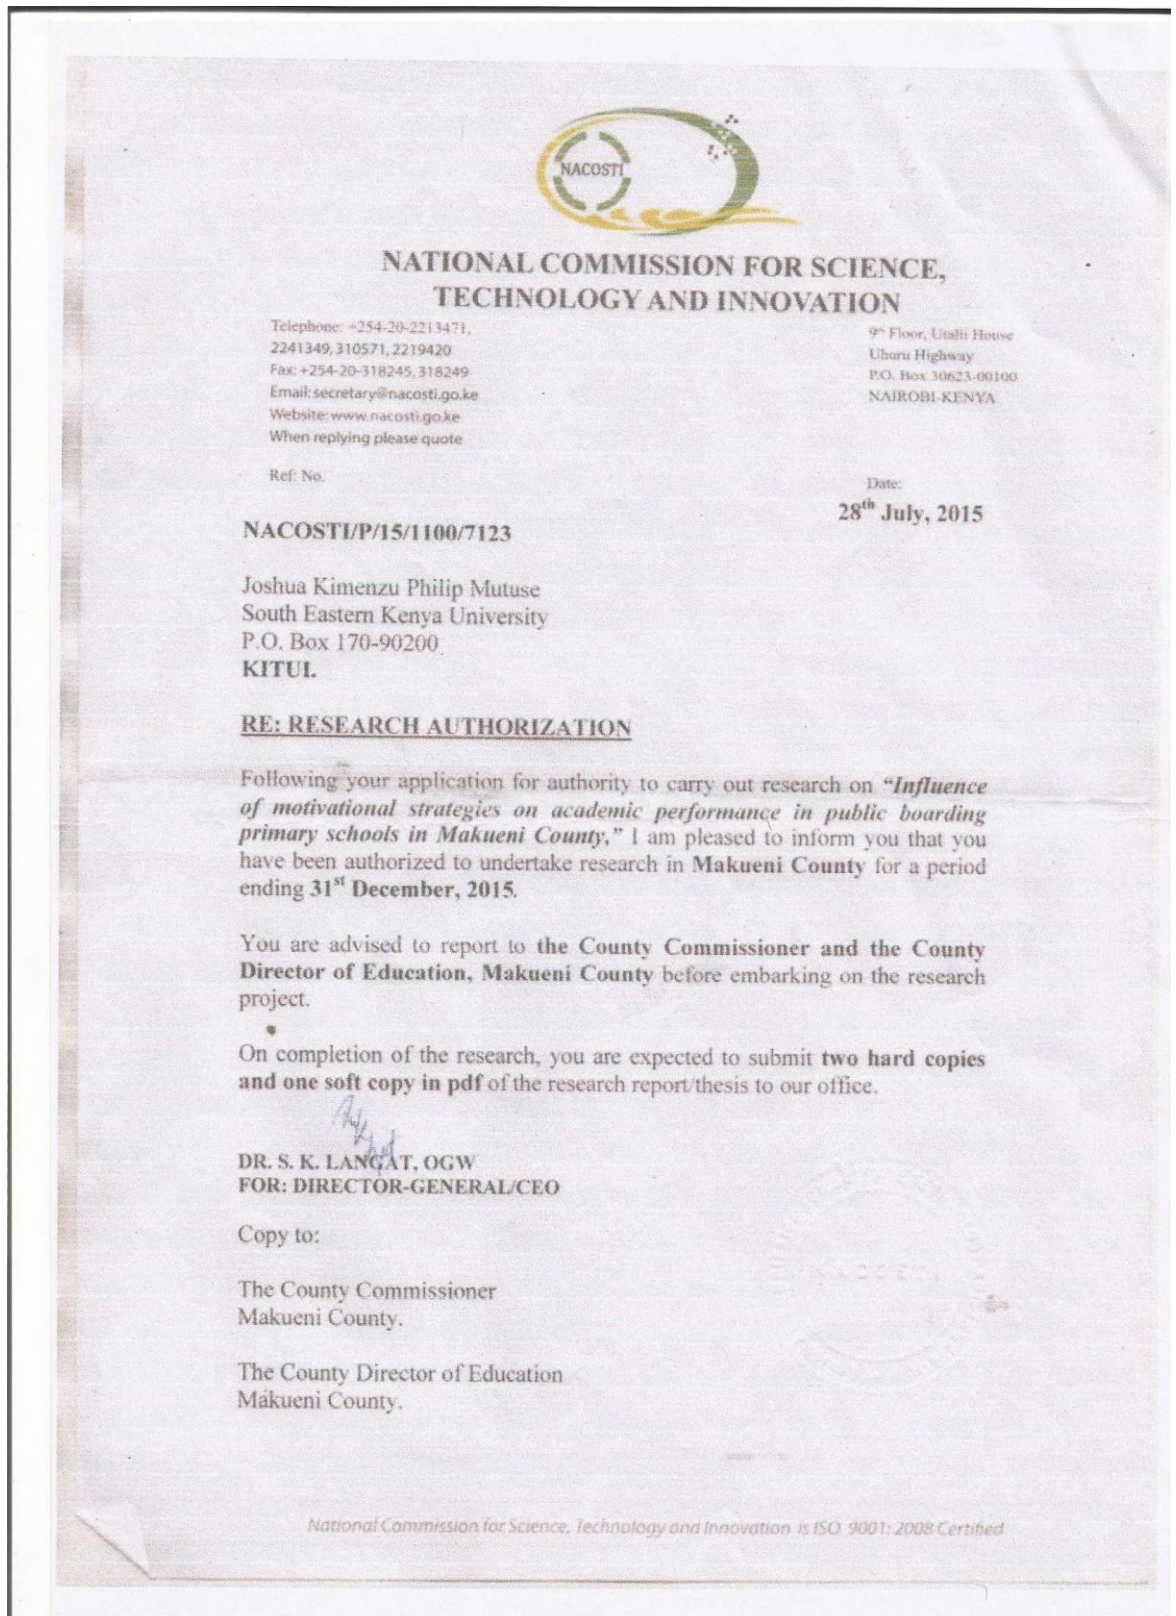 NACOSTI
NATIONAL COMMISSION FOR SCIENCE,
TECHNOLOGY AND INNOVATION
Telephone: +254-20-2213471,
2241349, 310571, 2219420
Fax: +254-20-318245, 318249
Email: secretary@nacosti.go.ke
Website: www.nacosti.go.ke
When replying please quote
9th Floor, Utalii House
Uhuru Highway
P.O. Box 30623-00100
NAIROBI-KENYA
Ref: No.
Date:
28th July, 2015
NACOSTI/P/15/1100/7123
Joshua Kimenzu Philip Mutuse
South Eastern Kenya University
P.O. Box 170-90200
KITUI.
RE: RESEARCH AUTHORIZATION
Following your application for authority to carry out research on “Influence
of motivational strategies on academic performance in public boarding
primary schools in Makueni County,” I am pleased to inform you that you
have been authorized to undertake research in Makueni County for a period
ending 31st December, 2015.
You are advised to report to the County Commissioner and the County
Director of Education, Makueni County before embarking on the research
project.
On completion of the research, you are expected to submit two hard copies
and one soft copy in pdf of the research report/thesis to our office.
DR. S. K. LANGAT, OGW
FOR: DIRECTOR-GENERAL/CEO
Copy to:
The County Commissioner
Makueni County.
The County Director of Education
Makueni County.
National Commission for Science, Technology and Innovation is ISO 9001: 2008 Certified